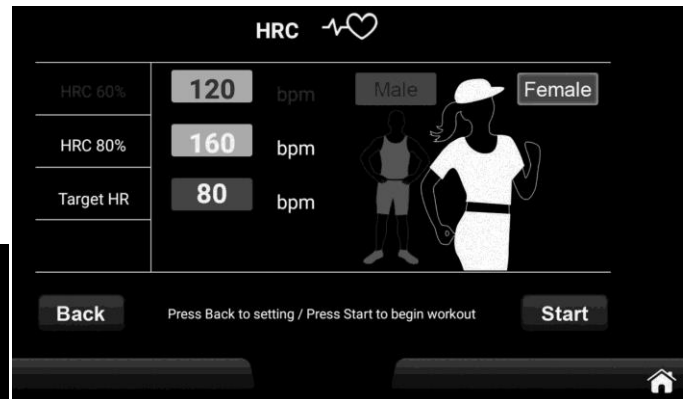 HRC
HRC 60% 120 bpm Male Female
HRC 80% 160 bpm
Target HR 80 bpm
Back Press Back to setting / Press Start to begin workout Start